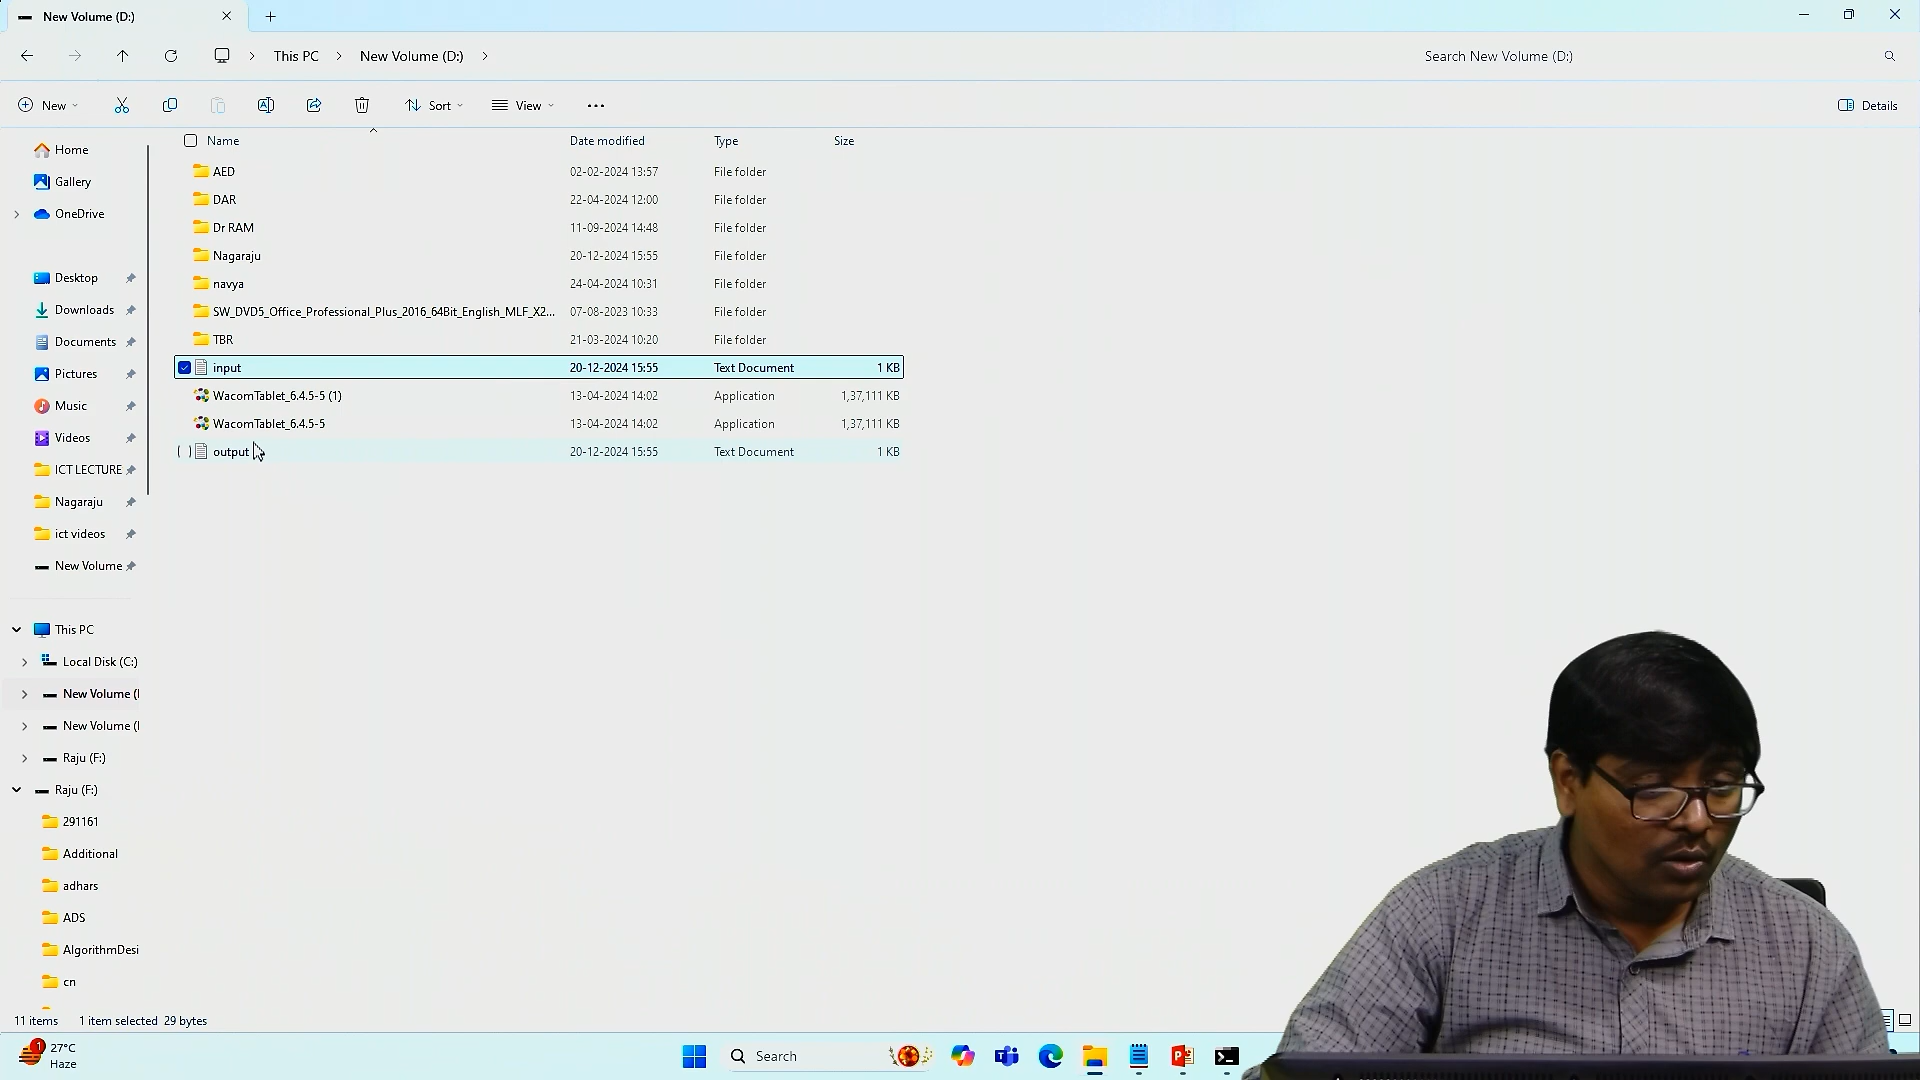 New Volume (D:)
This PC
New Volume (D:)
Search New Volume (D:)
New
Sort
View
Details
Name
Date modified
Type
Size
AED 02-02-2024 13:57 File folder
DAR 22-04-2024 12:00 File folder
Dr RAM 11-09-2024 14:48 File folder
Nagaraju 20-12-2024 15:55 File folder
navya 24-04-2024 10:31 File folder
SW_DVD5_Office_Professional_Plus_2016_64Bit_English_MLF_X2... 07-08-2023 10:33 File folder
TBR 21-03-2024 10:20 File folder
input 20-12-2024 15:55 Text Document 1 KB
WacomTablet_6.4.5-5 (1) 13-04-2024 14:02 Application 1,37,111 KB
WacomTablet_6.4.5-5 13-04-2024 14:02 Application 1,37,111 KB
output 20-12-2024 15:55 Text Document 1 KB
Home
Gallery
OneDrive
Desktop
Downloads
Documents
Pictures
Music
Videos
ICT LECTURE
Nagaraju
ict videos
New Volume
This PC
Local Disk (C:)
New Volume (
New Volume (
Raju (F:)
Raju (F:)
291161
Additional
adhars
ADS
AlgorithmDesi
cn
11 items 1 item selected 29 bytes
1
27°C
Haze
Search